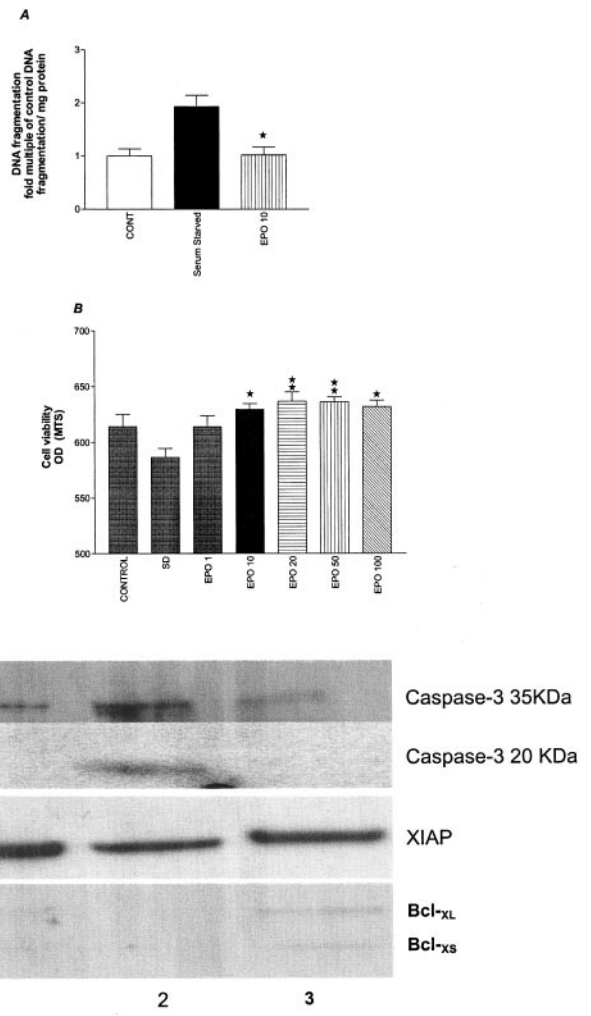 A
DNA fragmentation
fold multiple of control DNA
fragmentation/ mg protein
3
2
1
0
CONT
Serum Starved
EPO 10
B
Cell viability
OD (MTS)
700
650
600
550
500
CONTROL
SD
EPO 1
EPO 10
EPO 20
EPO 50
EPO 100
Caspase-3 35KDa
Caspase-3 20 KDa
XIAP
Bcl-XL
Bcl-XS
2
3